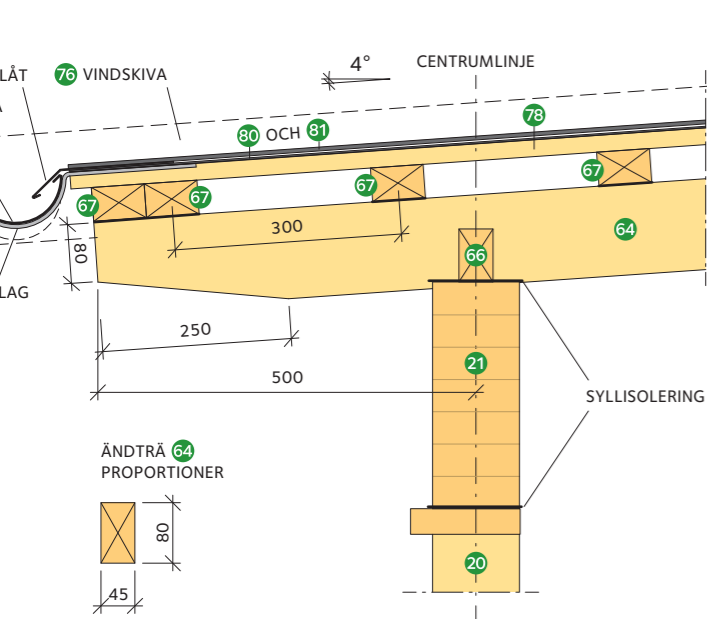 LÅT
76 VINDSKIVA
4°
CENTRUMLINJE
80 OCH 81
78
67
67
67
67
300
64
80
66
LAG
250
21
500
SYLLISOLERING
ÄNDTRÄ 64
PROPORTIONER
80
45
20